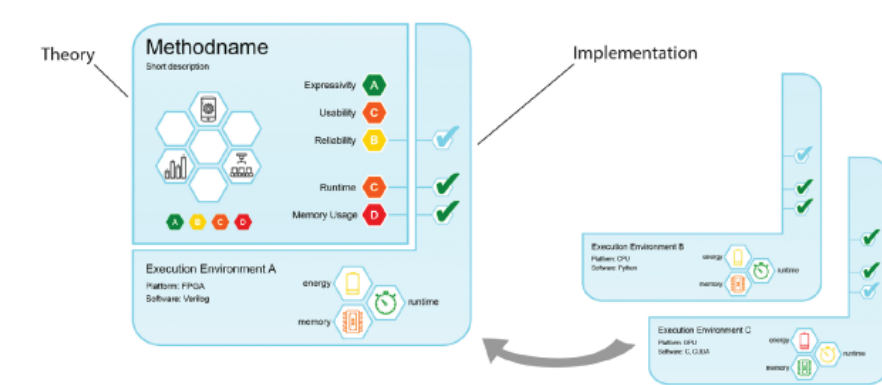 Theory
Methodname
Short description
Expressivity A
Usability C
Reliability B
Runtime C
Memory Usage D
A B C D
Implementation
Execution Environment A
Platform: FPGA
Software: Verilog
energy
runtime
memory
Execution Environment B
Platform: CPU
Software: Python
energy
runtime
memory
Execution Environment C
Platform: GPU
Software: C, CUDA
energy
runtime
memory